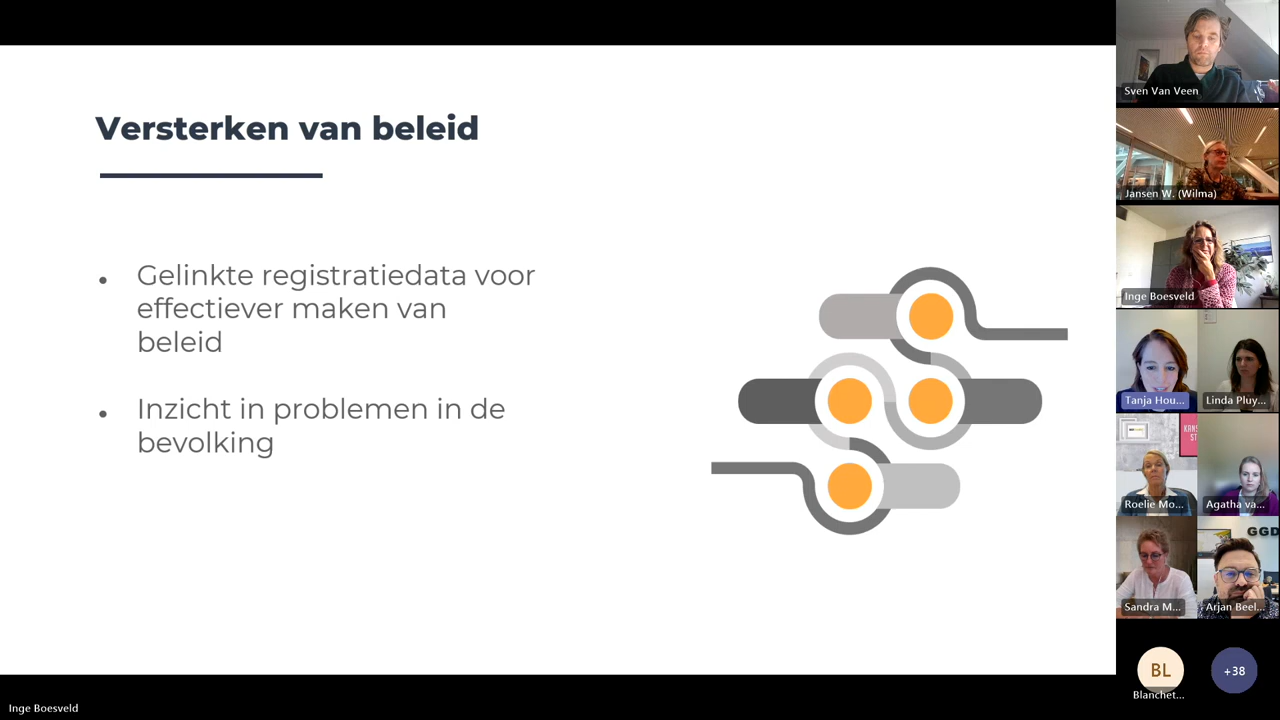 Versterken van beleid
• Gelinkte registratiedata voor
effectiever maken van
beleid
• Inzicht in problemen in de
bevolking
Inge Boesveld
Sven Van Veen
Jansen W. (Wilma)
Inge Boesveld
Tanja Hou...
Linda Pluy...
Roelie Mo...
Agatha va...
Sandra M...
GGD
Arjan Beel...
BL
Blanchet...
+38